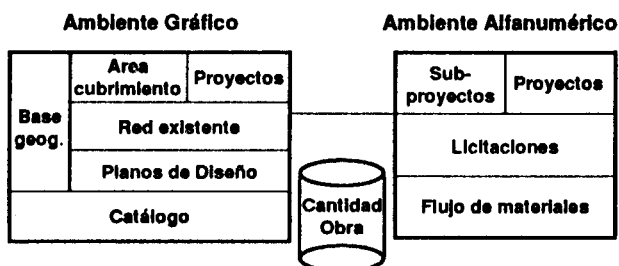 Ambiente Gráfico
Ambiente Alfanumérico
Base
geog.
Area
cubrimiento
Proyectos
Red existente
Planos de Diseño
Catálogo
Cantidad
Obra
Sub-
proyectos
Proyectos
Licitaciones
Flujo de materiales